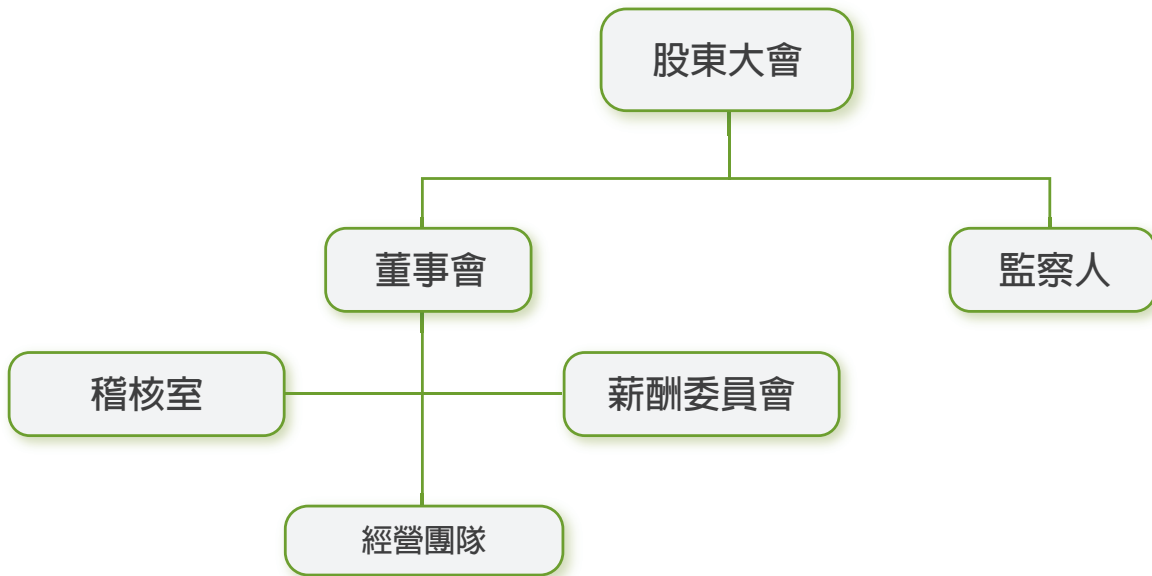 股東大會
董事會
監察人
稽核室
薪酬委員會
經營團隊